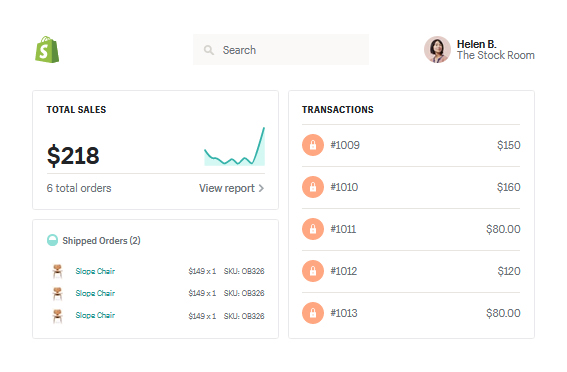 Search
Helen B.
The Stock Room
TOTAL SALES
$218
6 total orders
View report
Shipped Orders (2)
Slope Chair $149 x 1 SKU: OB326
Slope Chair $149 x 1 SKU: OB326
Slope Chair $149 x 1 SKU: OB326
TRANSACTIONS
#1009 $150
#1010 $160
#1011 $80.00
#1012 $120
#1013 $80.00